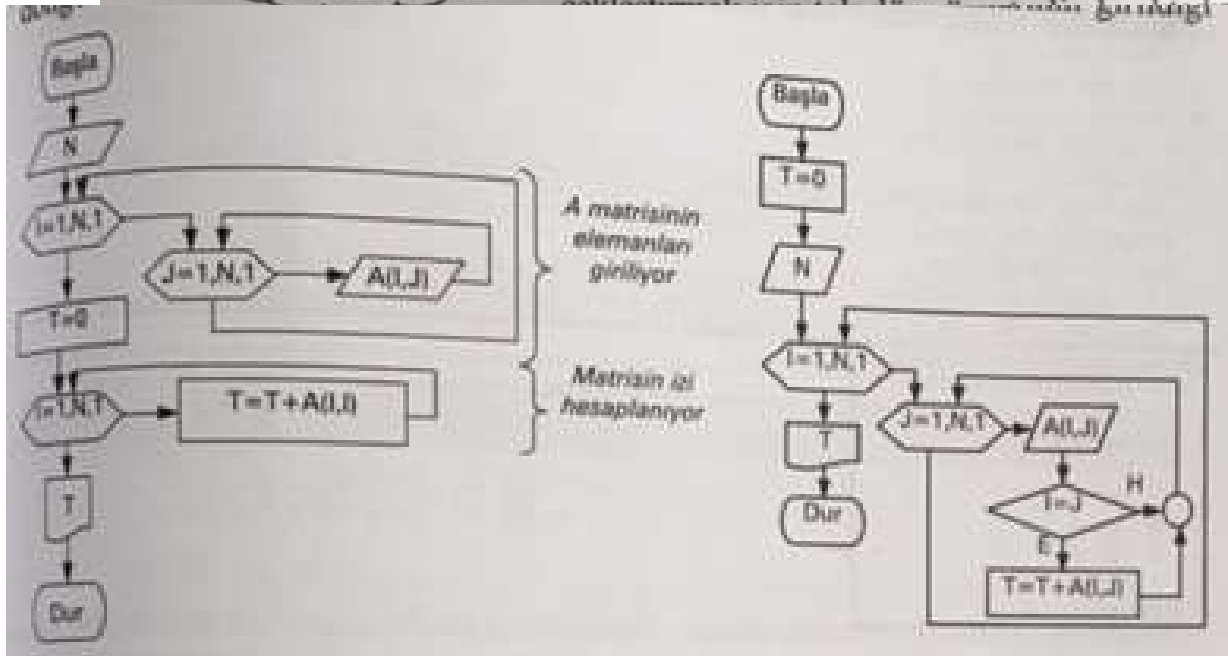 Başla
N
I=1,N,1
J=1,N,1
A(I,J)
T=0
I=1,N,1
T=T+A(I,I)
T
Dur
A matrisinin
elemanları
giriliyor
Matrisin izi
hesaplanıyor
Başla
T=0
N
I=1,N,1
J=1,N,1
A(I,J)
T
I=J
H
E
Dur
T=T+A(I,J)